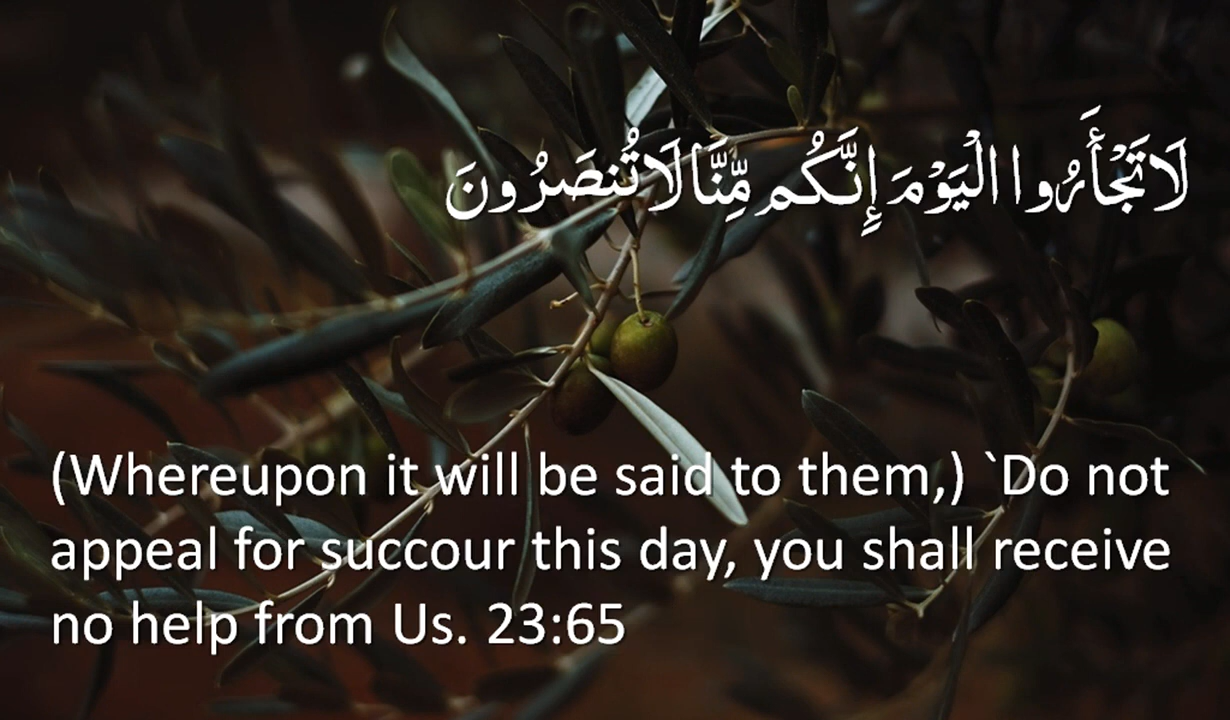 لَا تَجْأَرُوا الْيَوْمَ إِنَّكُم مِّنَّا لَا تُنصَرُونَ
(Whereupon it will be said to them,) `Do not
appeal for succour this day, you shall receive
no help from Us. 23:65